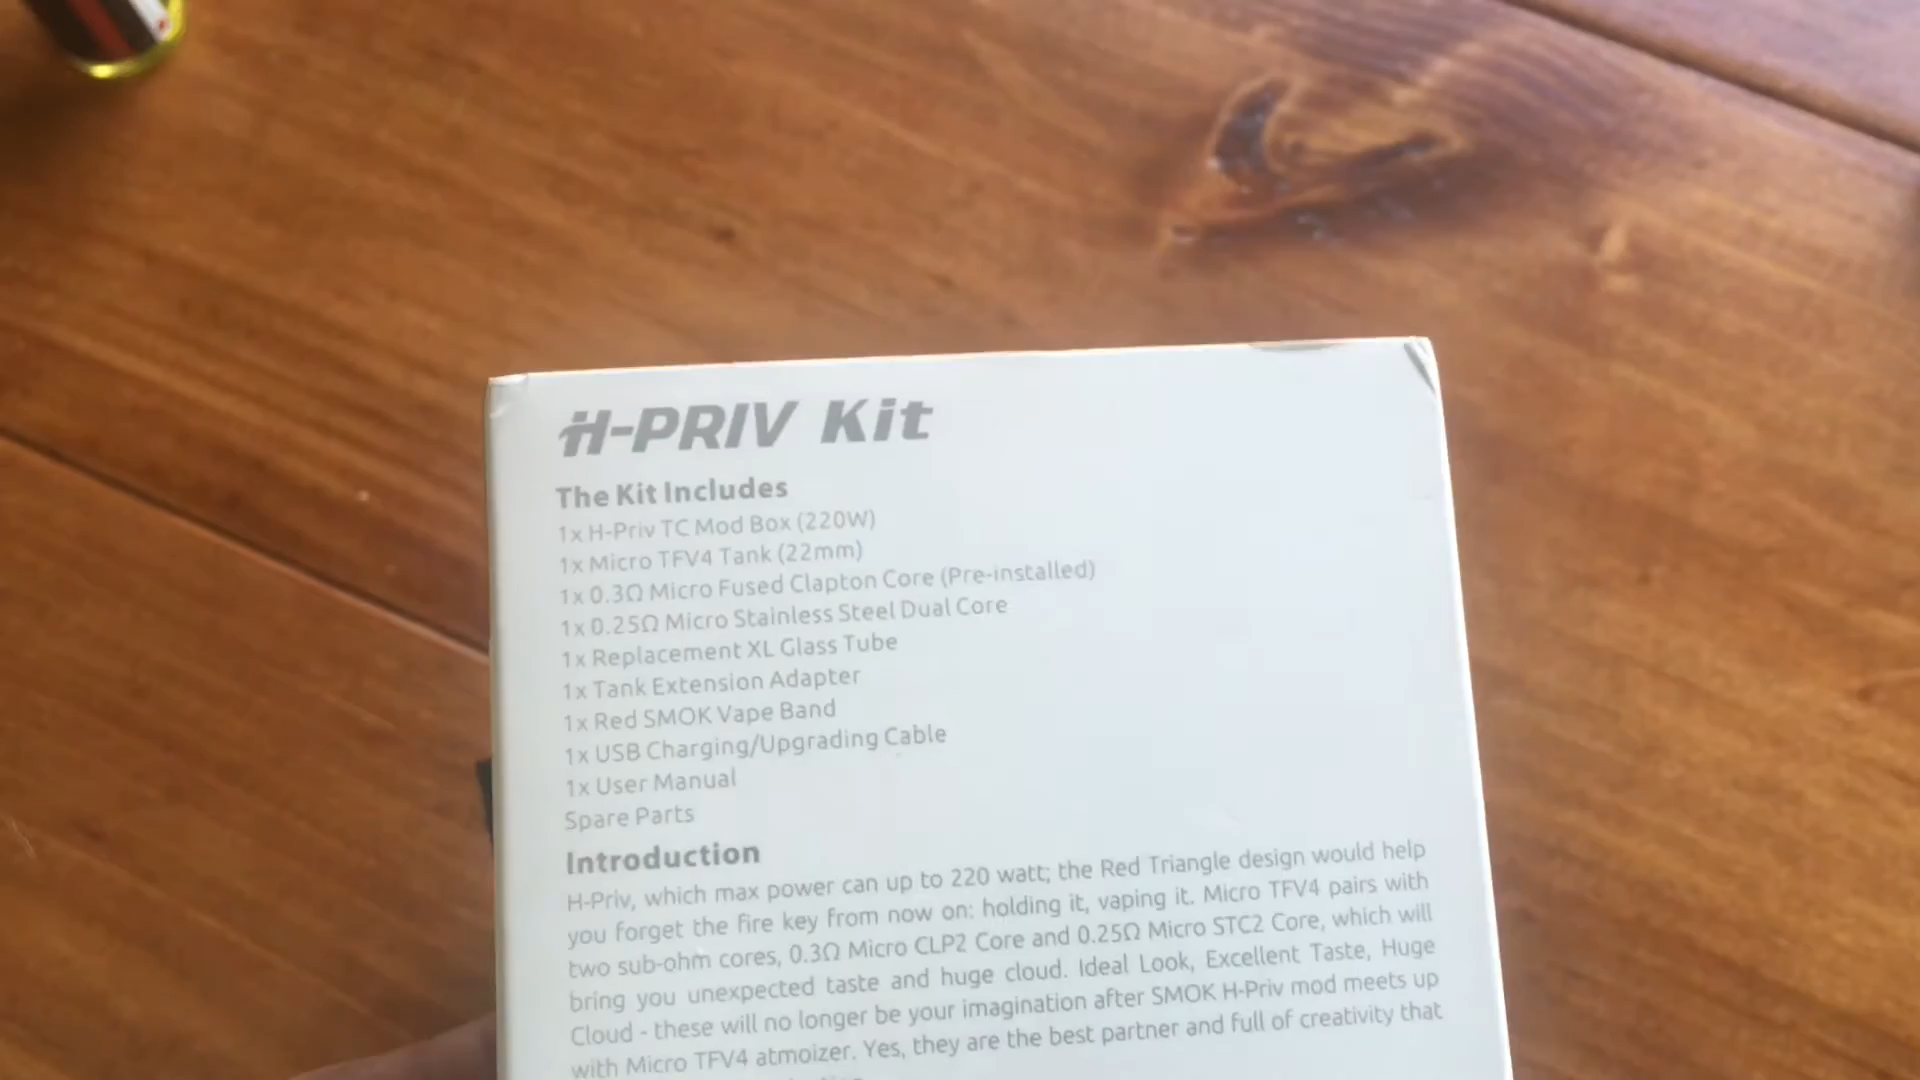 H-PRIV Kit
The Kit Includes
1x H-Priv TC Mod Box (220W)
1x Micro TFV4 Tank (22mm)
1x 0.3Ω Micro Fused Clapton Core (Pre-installed)
1x 0.25Ω Micro Stainless Steel Dual Core
1x Replacement XL Glass Tube
1x Tank Extension Adapter
1x Red SMOK Vape Band
1x USB Charging/Upgrading Cable
1x User Manual
Spare Parts
Introduction
H-Priv, which max power can up to 220 watt; the Red Triangle design would help
you forget the fire key from now on: holding it, vaping it. Micro TFV4 pairs with
two sub-ohm cores, 0.3Ω Micro CLP2 Core and 0.25Ω Micro STC2 Core, which will
bring you unexpected taste and huge cloud. Ideal Look, Excellent Taste, Huge
Cloud - these will no longer be your imagination after SMOK H-Priv mod meets up
with Micro TFV4 atmoizer. Yes, they are the best partner and full of creativity that